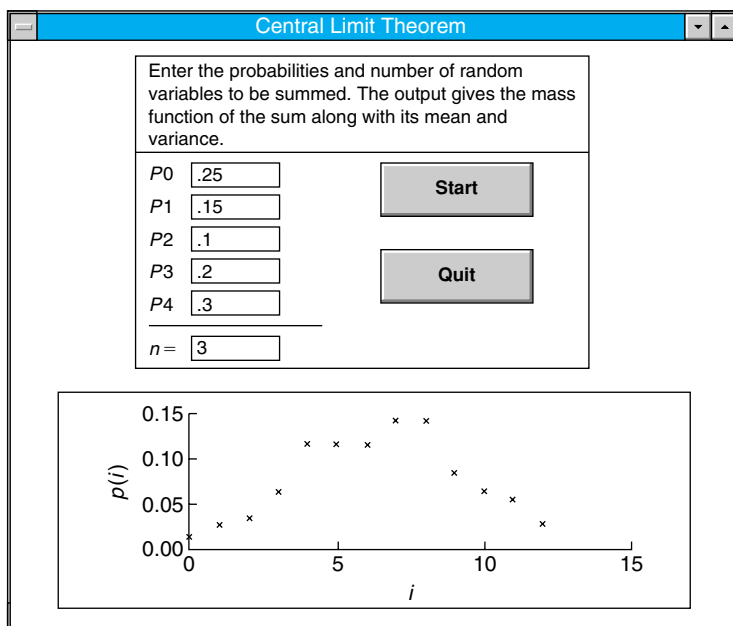 Central Limit Theorem
Enter the probabilities and number of random
variables to be summed. The output gives the mass
function of the sum along with its mean and
variance.
P0 .25
P1 .15
P2 .1
P3 .2
P4 .3
n= 3
Start
Quit
0.15
0.10
0.05
0.00
p(i)
0 5 10 15
i